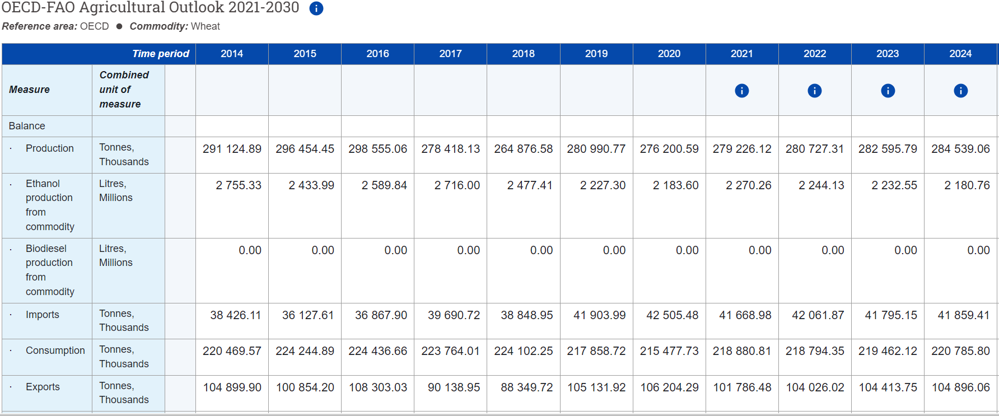 OECD-FAO Agricultural Outlook 2021-2030 i
Reference area: OECD ● Commodity: Wheat
Time period 2014 2015 2016 2017 2018 2019 2020 2021 2022 2023 2024
Measure Combined unit of measure i i i i
Balance
· Production Tonnes, Thousands 291 124.89 296 454.45 298 555.06 278 418.13 264 876.58 280 990.77 276 200.59 279 226.12 280 727.31 282 595.79 284 539.06
· Ethanol production from commodity Litres, Millions 2 755.33 2 433.99 2 589.84 2 716.00 2 477.41 2 227.30 2 183.60 2 270.26 2 244.13 2 232.55 2 180.76
· Biodiesel production from commodity Litres, Millions 0.00 0.00 0.00 0.00 0.00 0.00 0.00 0.00 0.00 0.00 0.00
· Imports Tonnes, Thousands 38 426.11 36 127.61 36 867.90 39 690.72 38 848.95 41 903.99 42 505.48 41 668.98 42 061.87 41 795.15 41 859.41
· Consumption Tonnes, Thousands 220 469.57 224 244.89 224 436.66 223 764.01 224 102.25 217 858.72 215 477.73 218 880.81 218 794.35 219 462.12 220 785.80
· Exports Tonnes, Thousands 104 899.90 100 854.20 108 303.03 90 138.95 88 349.72 105 131.92 106 204.29 101 786.48 104 026.02 104 413.75 104 896.06